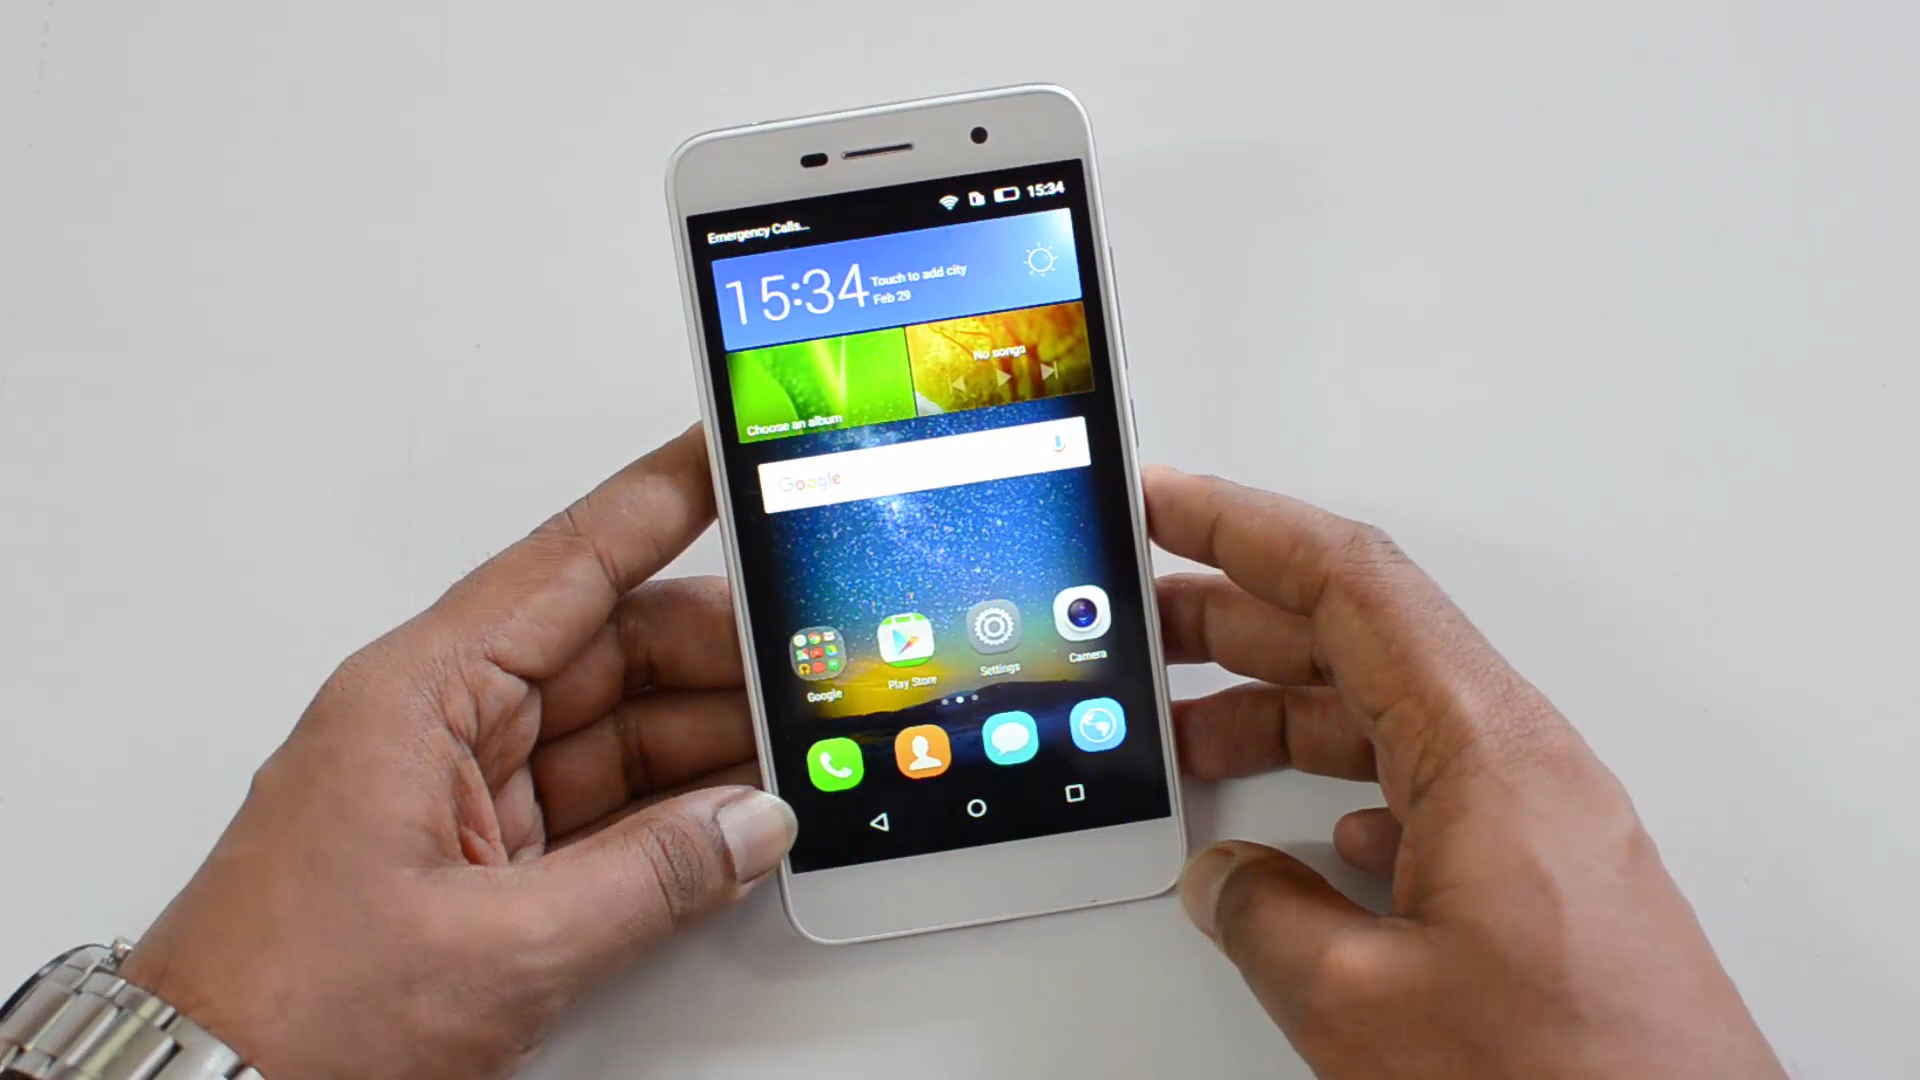 15:34
Emergency Calls...
15:34
Touch to add city
Feb 29
No songs
Choose an album
Google
Google
Play Store
Settings
Camera